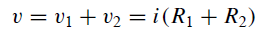 v = v₁ + v₂ = i(R₁ + R₂)